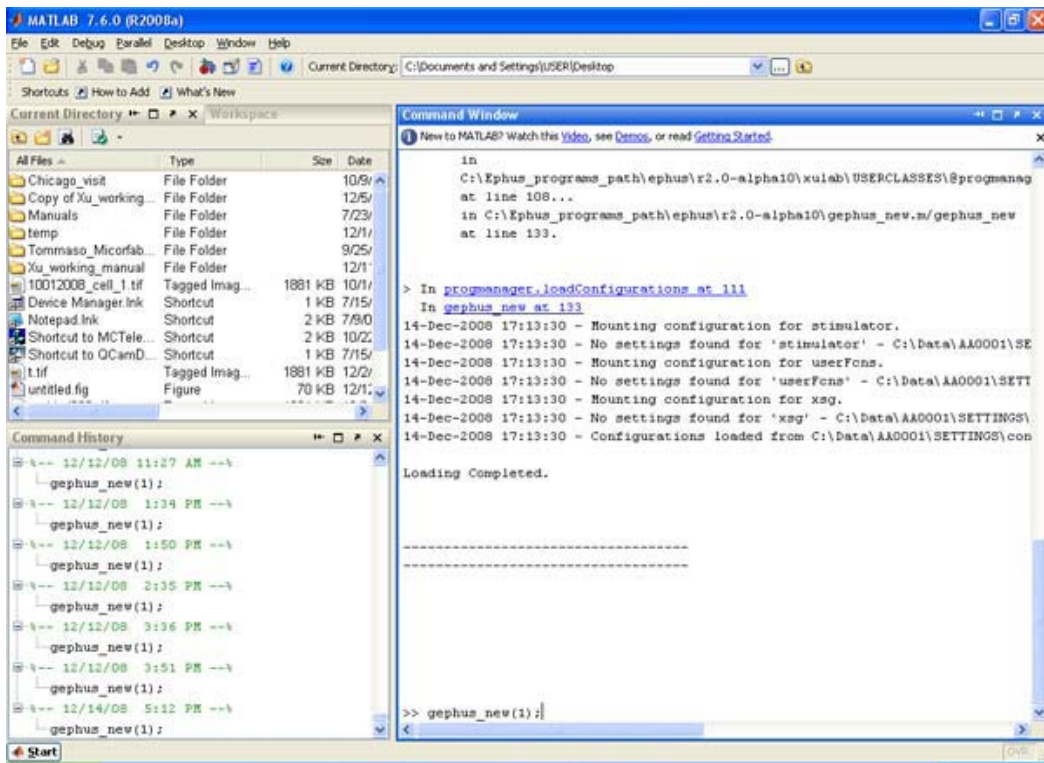 MATLAB 7.6.0 (R2008a)
File Edit Debug Parallel Desktop Window Help
Current Directory: C:\Documents and Settings\USER\Desktop
Shortcuts How to Add What's New
Current Directory Workspace
All Files Type Size Date
Chicago_visit File Folder 10/9/
Copy of Xu_working... File Folder 12/5/
Manuals File Folder 7/23/
temp File Folder 12/1/
Tommaso_Micorfab... File Folder 9/25/
Xu_working_manual File Folder 12/1
10012008_cell_1.tif Tagged Imag... 1881 KB 10/1/
Device Manager.lnk Shortcut 1 KB 7/15/
Notepad.lnk Shortcut 2 KB 7/9/0
Shortcut to MCTele... Shortcut 2 KB 10/22
Shortcut to QCamD... Shortcut 1 KB 7/15/
t.tif Tagged Imag... 1881 KB 12/2/
untitled.fig Figure 70 KB 12/12
Command History
%-- 12/12/08 11:27 AM --%
gephus_new(1);
%-- 12/12/08 1:34 PM --%
gephus_new(1);
%-- 12/12/08 1:50 PM --%
gephus_new(1);
%-- 12/12/08 2:35 PM --%
gephus_new(1);
%-- 12/12/08 3:36 PM --%
gephus_new(1);
%-- 12/12/08 3:51 PM --%
gephus_new(1);
%-- 12/14/08 5:12 PM --%
gephus_new(1);
Command Window
New to MATLAB? Watch this Video, see Demos, or read Getting Started.
in
C:\Ephus_programs_path\ephus\r2.0-alpha10\xulab\USERCLASSES\@progmanag
at line 108...
in C:\Ephus_programs_path\ephus\r2.0-alpha10\gephus_new.m/gephus_new
at line 133.
> In progmanager.loadConfigurations at 111
In gephus_new at 133
14-Dec-2008 17:13:30 - Mounting configuration for stimulator.
14-Dec-2008 17:13:30 - No settings found for 'stimulator' - C:\Data\AA0001\SE
14-Dec-2008 17:13:30 - Mounting configuration for userFcns.
14-Dec-2008 17:13:30 - No settings found for 'userFcns' - C:\Data\AA0001\SETT
14-Dec-2008 17:13:30 - Mounting configuration for xsg.
14-Dec-2008 17:13:30 - No settings found for 'xsg' - C:\Data\AA0001\SETTINGS\
14-Dec-2008 17:13:30 - Configurations loaded from C:\Data\AA0001\SETTINGS\con
Loading Completed.
-----------------------------------
-----------------------------------
>> gephus_new(1);
Start
OVR